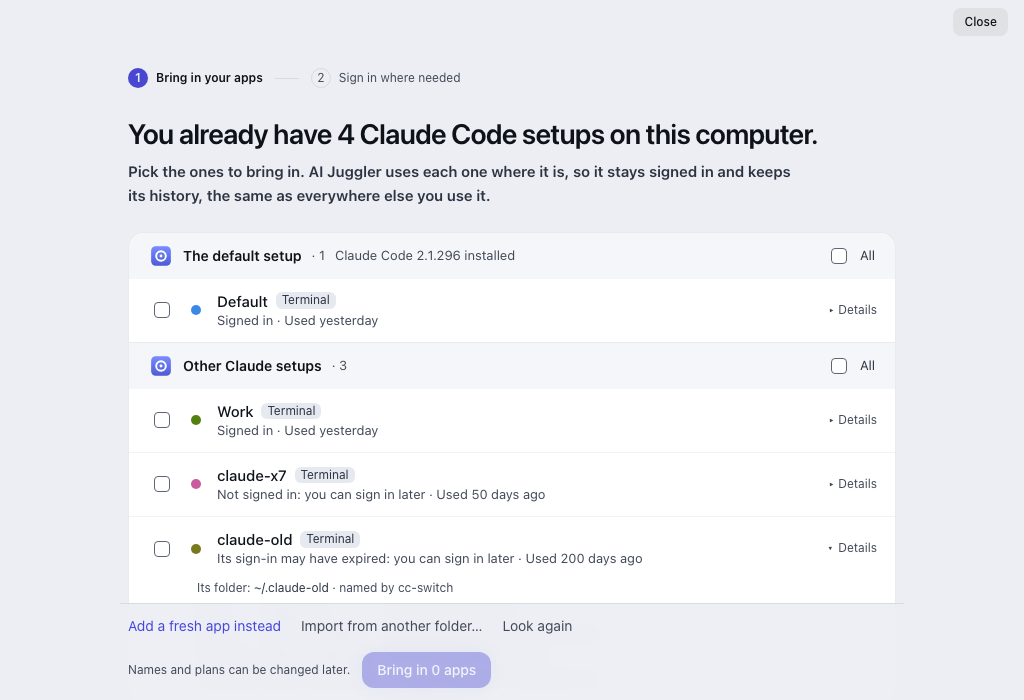 Close
1 Bring in your apps
2 Sign in where needed
You already have 4 Claude Code setups on this computer.
Pick the ones to bring in. AI Juggler uses each one where it is, so it stays signed in and keeps
its history, the same as everywhere else you use it.
The default setup · 1 Claude Code 2.1.296 installed All
Default Terminal
Signed in · Used yesterday
Details
Other Claude setups · 3 All
Work Terminal
Signed in · Used yesterday
Details
claude-x7 Terminal
Not signed in: you can sign in later · Used 50 days ago
Details
claude-old Terminal
Its sign-in may have expired: you can sign in later · Used 200 days ago
Details
Its folder: ~/.claude-old · named by cc-switch
Add a fresh app instead Import from another folder... Look again
Names and plans can be changed later. Bring in 0 apps